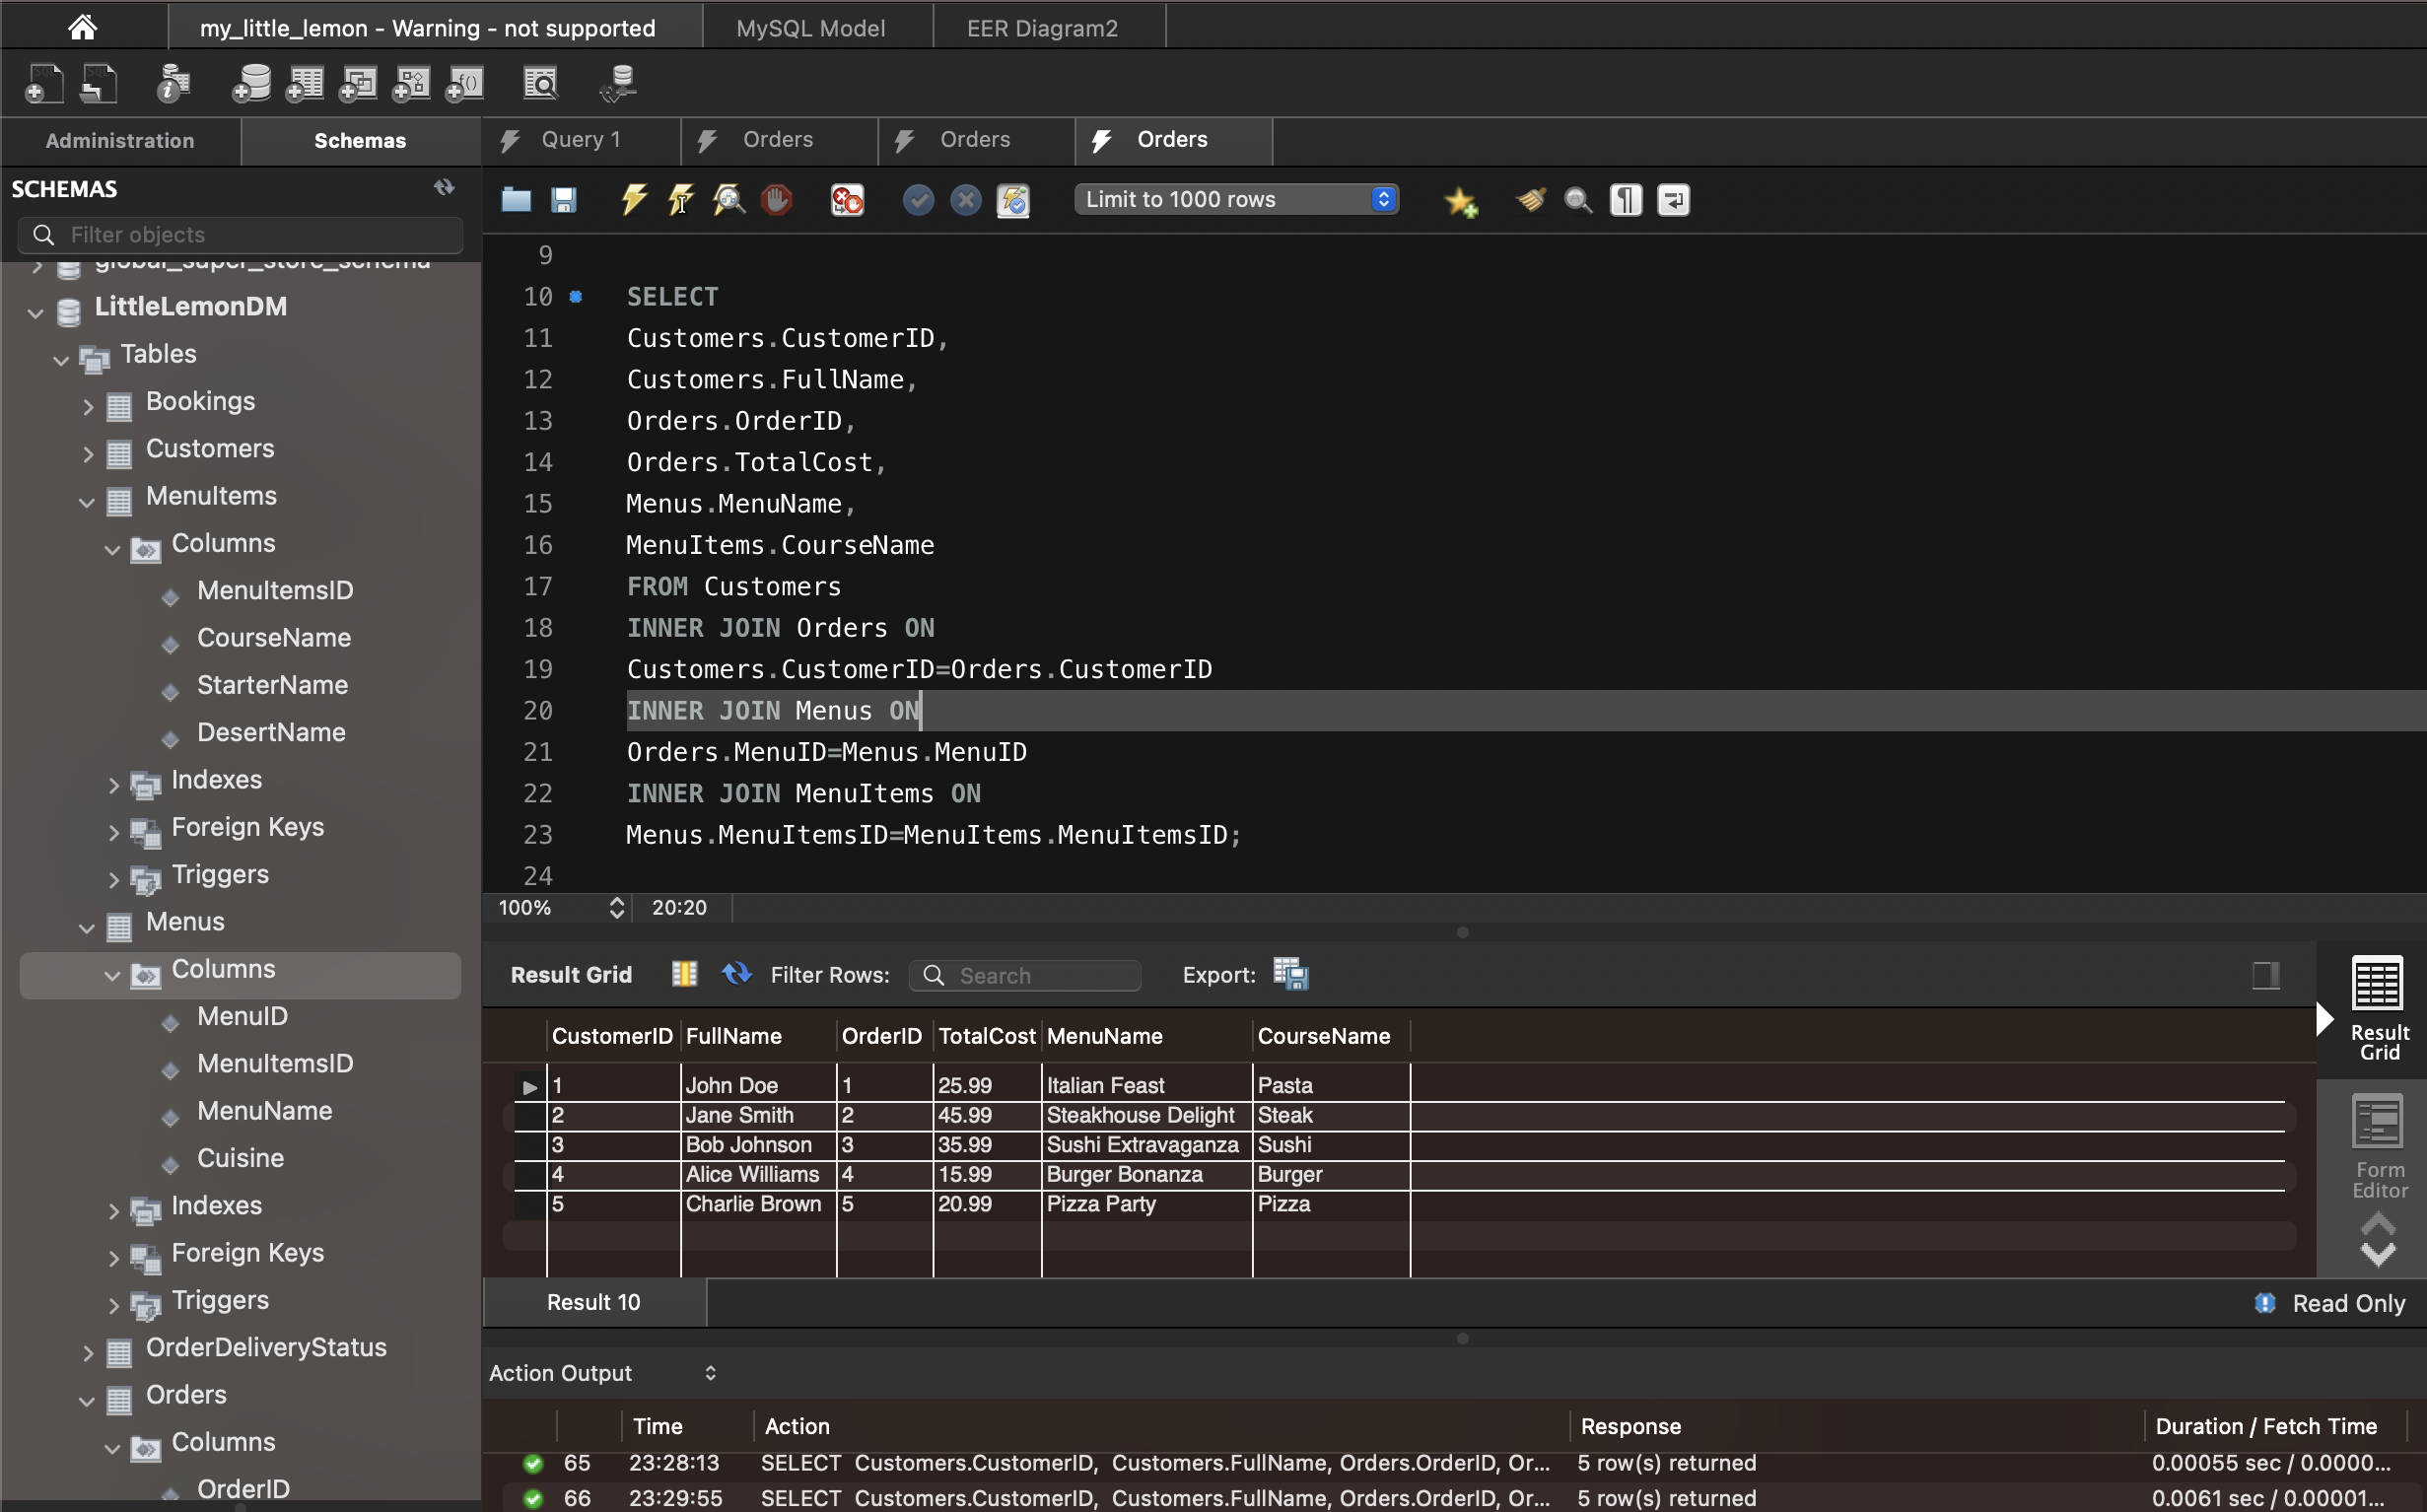 my_little_lemon - Warning - not supported
MySQL Model
EER Diagram2
Administration
Schemas
Query 1
Orders
Orders
Orders
SCHEMAS
Filter objects
global_super_store_schema
LittleLemonDM
Tables
Bookings
Customers
MenuItems
Columns
MenuItemsID
CourseName
StarterName
DesertName
Indexes
Foreign Keys
Triggers
Menus
Columns
MenuID
MenuItemsID
MenuName
Cuisine
Indexes
Foreign Keys
Triggers
OrderDeliveryStatus
Orders
Columns
OrderID
Limit to 1000 rows
9
10 SELECT
11 Customers.CustomerID,
12 Customers.FullName,
13 Orders.OrderID,
14 Orders.TotalCost,
15 Menus.MenuName,
16 MenuItems.CourseName
17 FROM Customers
18 INNER JOIN Orders ON
19 Customers.CustomerID=Orders.CustomerID
20 INNER JOIN Menus ON
21 Orders.MenuID=Menus.MenuID
22 INNER JOIN MenuItems ON
23 Menus.MenuItemsID=MenuItems.MenuItemsID;
24
100% 20:20
Result Grid Filter Rows: Search Export:
CustomerID FullName OrderID TotalCost MenuName CourseName
1 John Doe 1 25.99 Italian Feast Pasta
2 Jane Smith 2 45.99 Steakhouse Delight Steak
3 Bob Johnson 3 35.99 Sushi Extravaganza Sushi
4 Alice Williams 4 15.99 Burger Bonanza Burger
5 Charlie Brown 5 20.99 Pizza Party Pizza
Result
Grid
Form
Editor
Result 10
Read Only
Action Output
Time Action Response Duration / Fetch Time
65 23:28:13 SELECT Customers.CustomerID, Customers.FullName, Orders.OrderID, Or... 5 row(s) returned 0.00055 sec / 0.0000...
66 23:29:55 SELECT Customers.CustomerID, Customers.FullName, Orders.OrderID, Or... 5 row(s) returned 0.0061 sec / 0.00001...